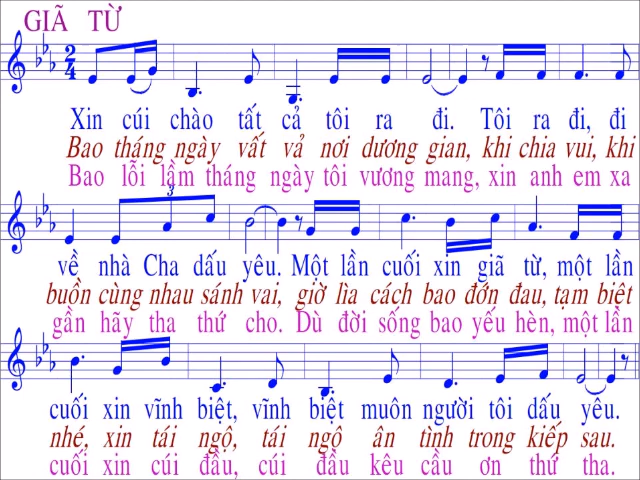 GIÃ TỪ
2
4
Xin cúi chào tất cả tôi ra đi. Tôi ra đi, đi
Bao tháng ngày vất vả nơi dương gian, khi chia vui, khi
Bao lỗi lầm tháng ngày tôi vương mang, xin anh em xa
3
về nhà Cha dấu yêu. Một lần cuối xin giã từ, một lần
buồn cùng nhau sánh vai, giờ lìa cách bao đớn đau, tạm biệt
gần hãy tha thứ cho. Dù đời sống bao yếu hèn, một lần
cuối xin vĩnh biệt, vĩnh biệt muôn người tôi dấu yêu.
nhé, xin tái ngộ, tái ngộ ân tình trong kiếp sau.
cuối xin cúi đầu, cúi đầu kêu cầu ơn thứ tha.